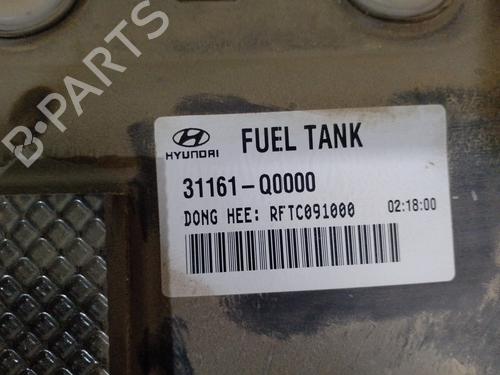 B-PARTS
FUEL TANK
HYUNDAI
31161-Q0000
DONG HEE: RFTC091000 02:18:00